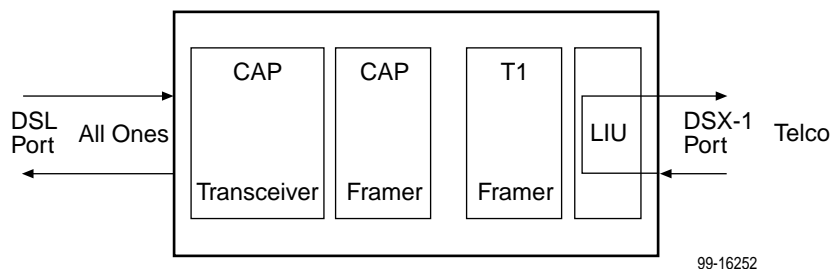 CAP
Transceiver
CAP
Framer
T1
Framer
LIU
DSL
Port
All Ones
DSX-1
Port
Telco
99-16252